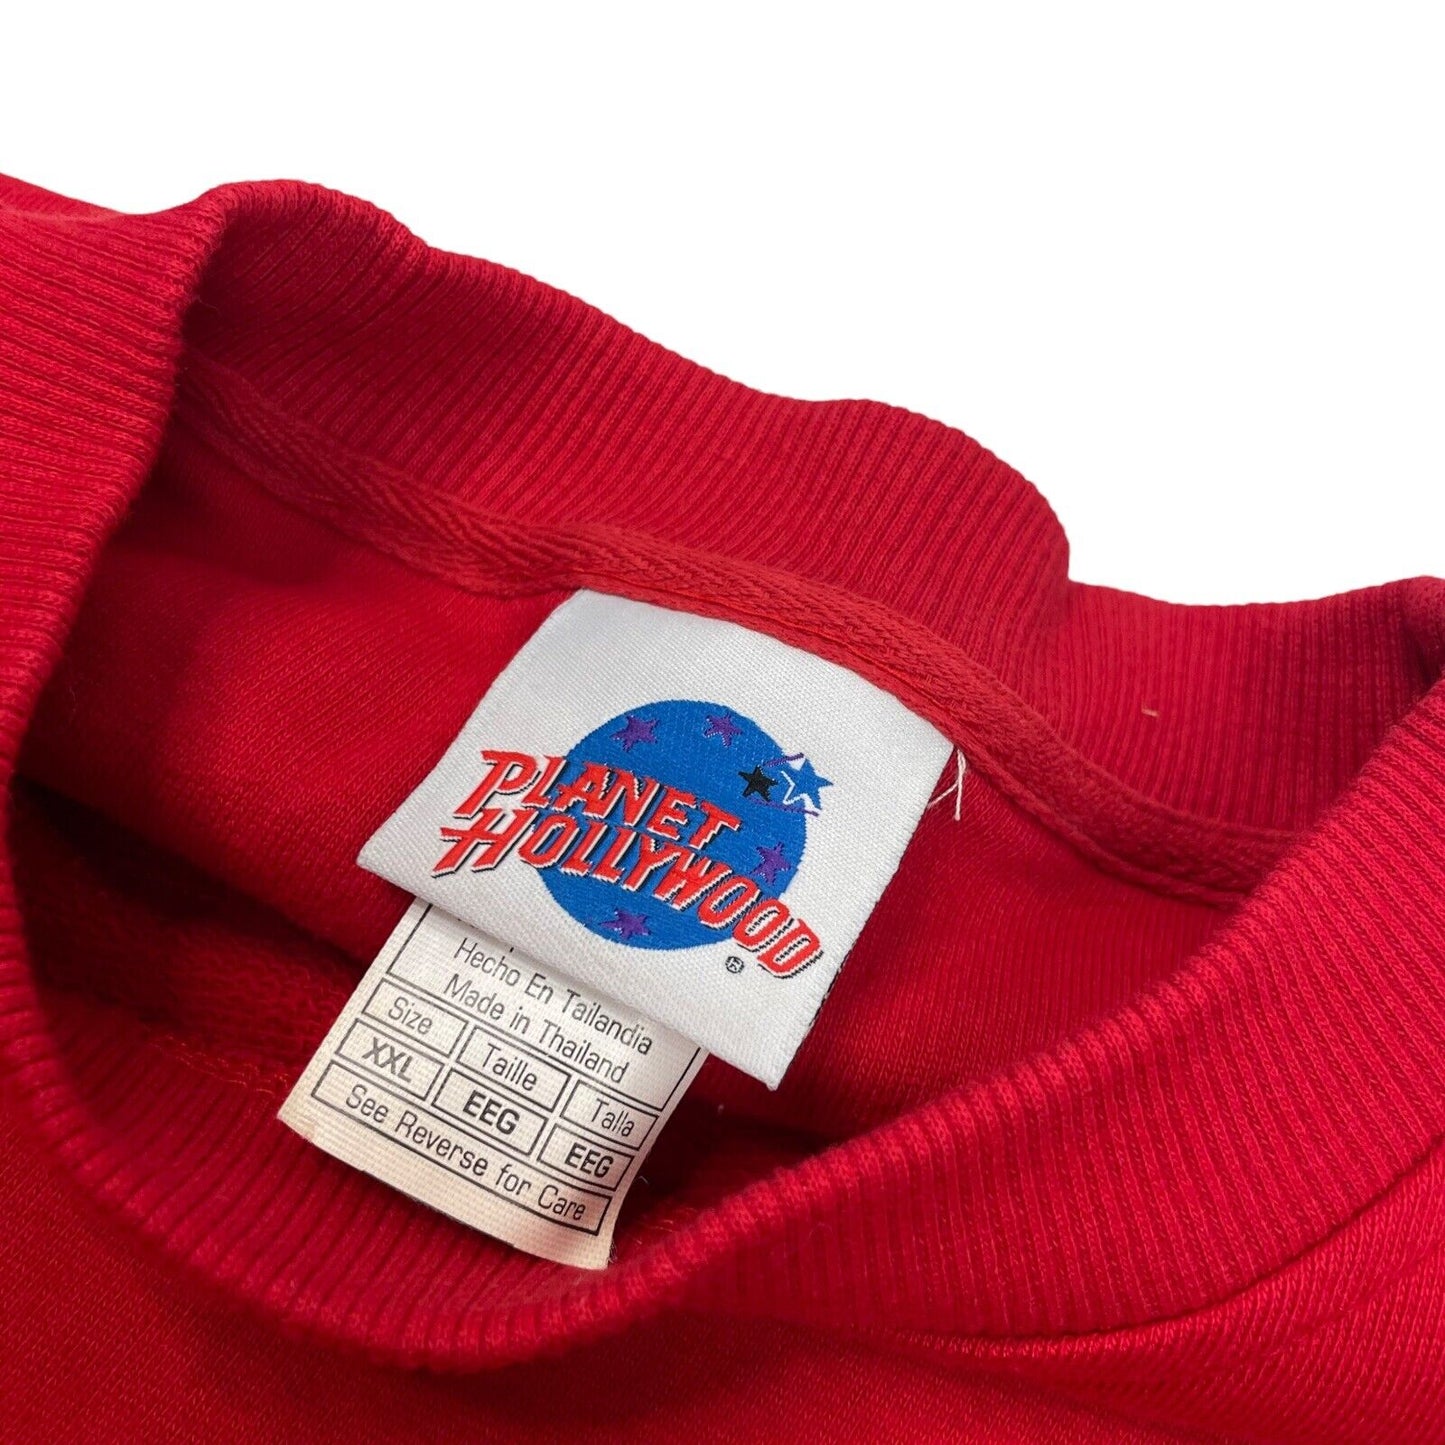 PLANET
HOLLYWOOD
®
Hecho En Tailandia
Made in Thailand
Size Taille Talla
XXL EEG EEG
See Reverse for Care